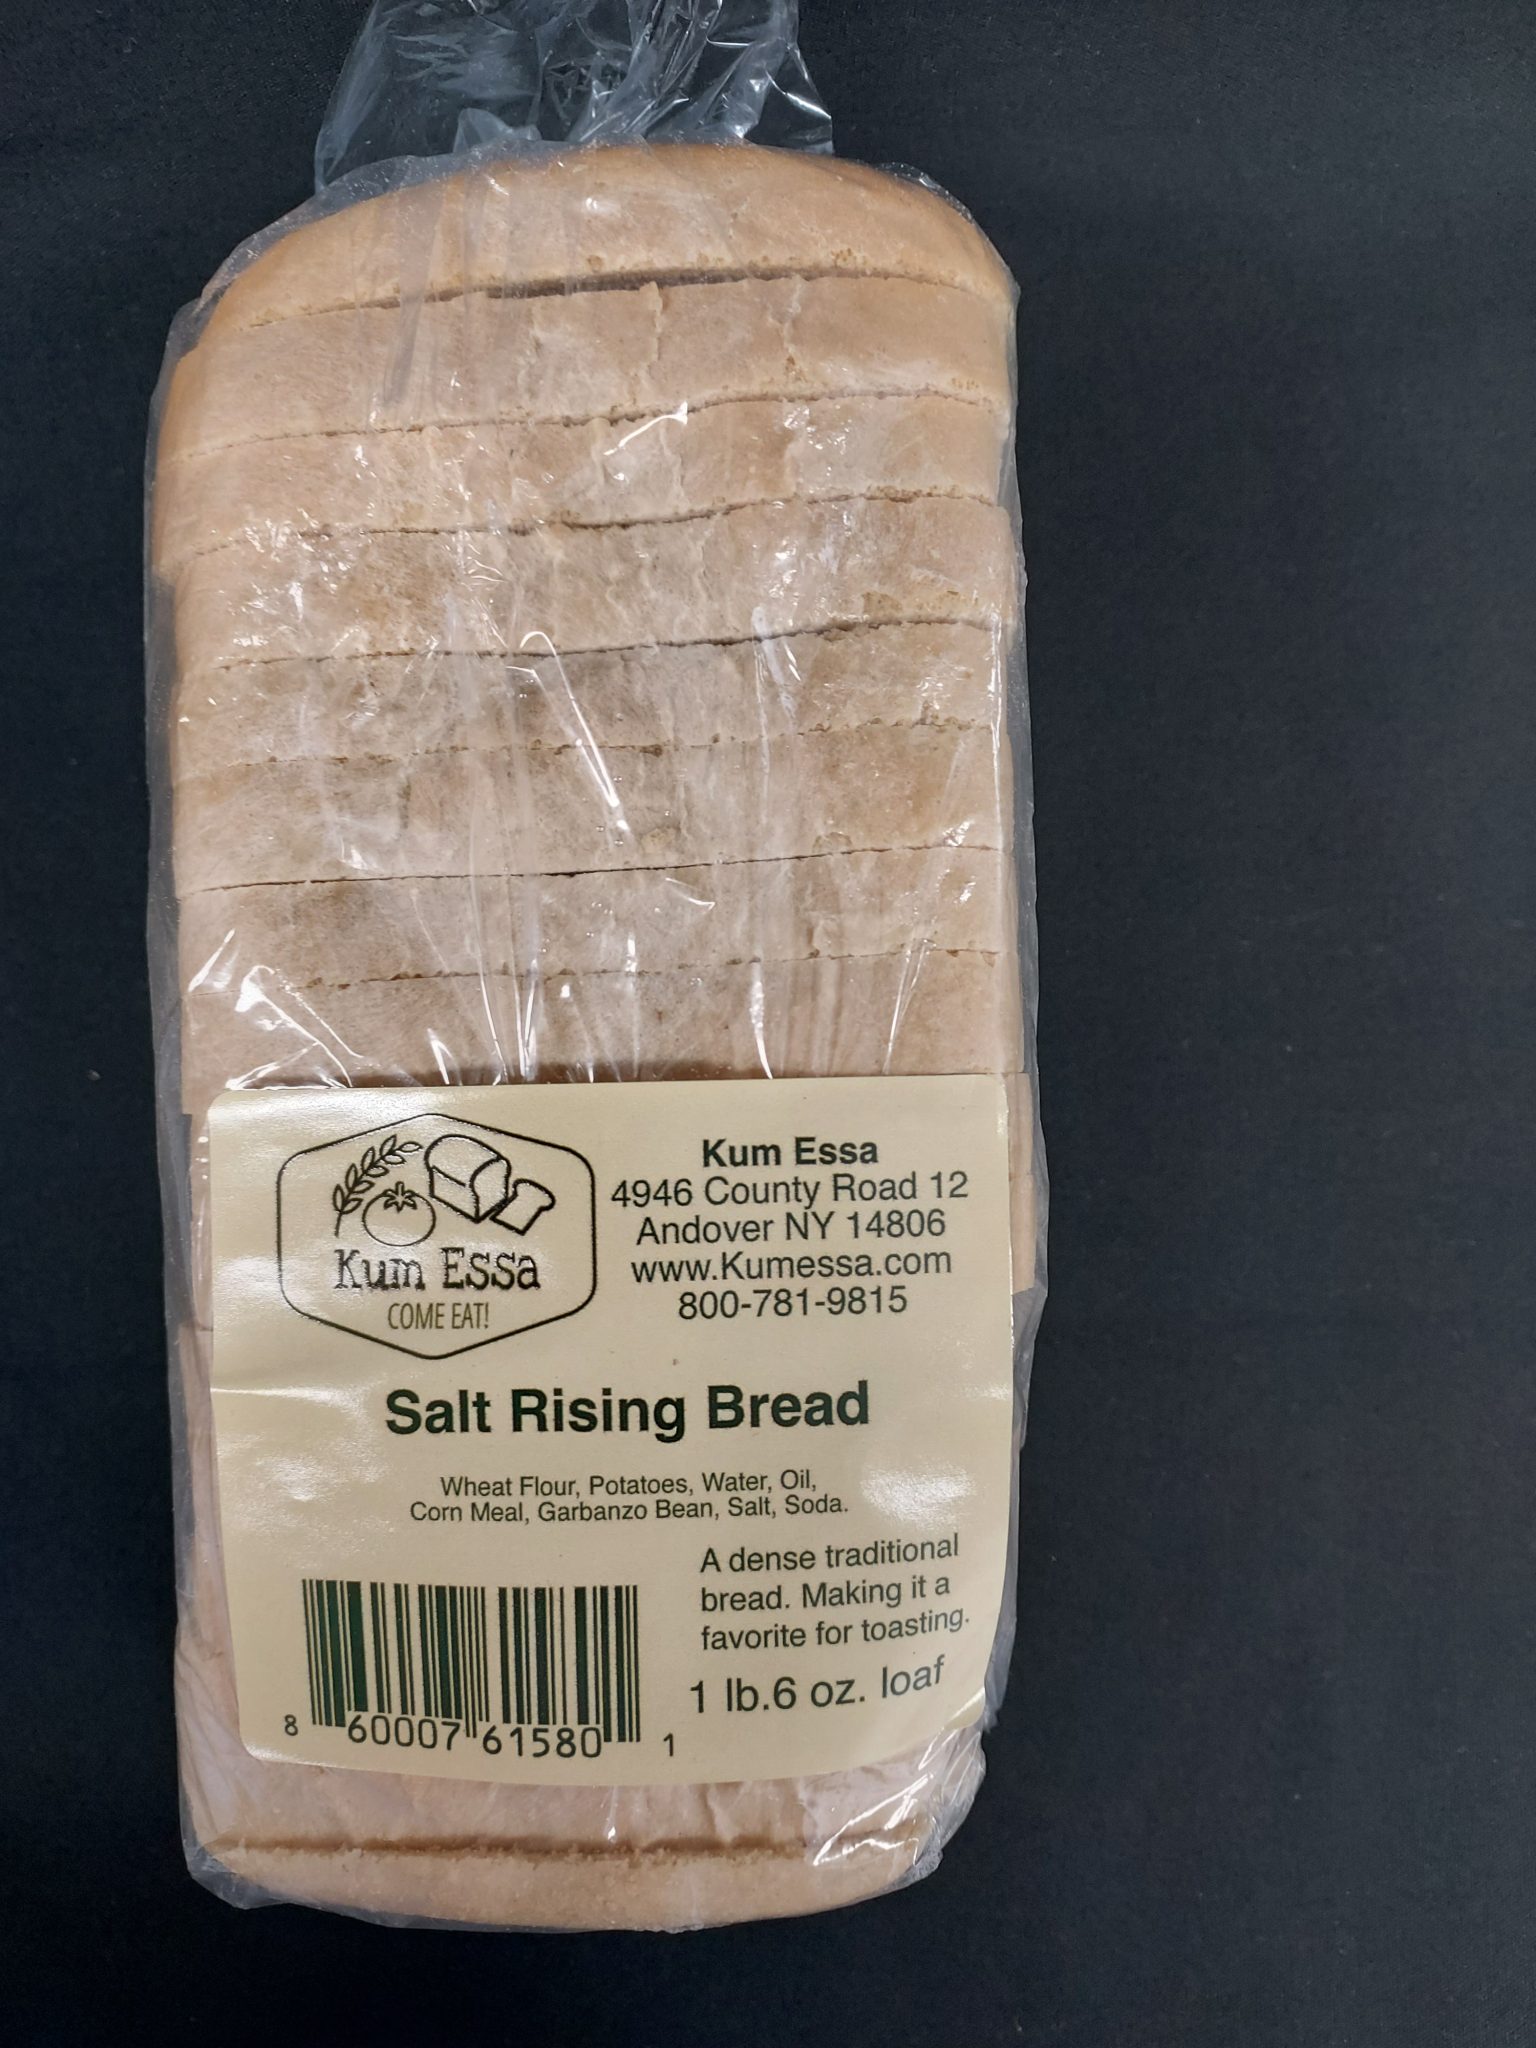 Kum Essa
COME EAT!
Kum Essa
4946 County Road 12
Andover NY 14806
www.Kumessa.com
800-781-9815
Salt Rising Bread
Wheat Flour, Potatoes, Water, Oil,
Corn Meal, Garbanzo Bean, Salt, Soda.
A dense traditional
bread. Making it a
favorite for toasting.
1 lb.6 oz. loaf
8 60007 61580 1